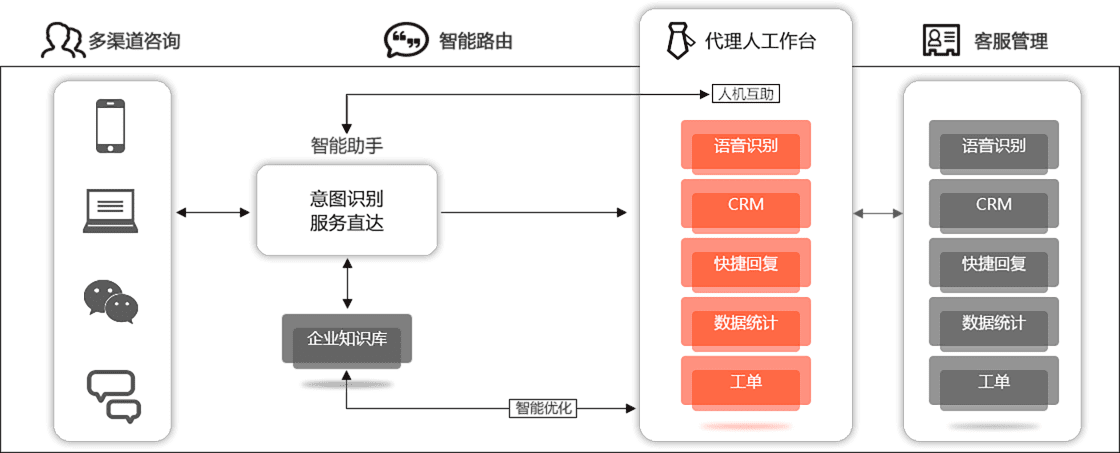 多渠道咨询
智能路由
代理人工作台
客服管理
人机互助
智能助手
意图识别
服务直达
企业知识库
智能优化
语音识别
CRM
快捷回复
数据统计
工单
语音识别
CRM
快捷回复
数据统计
工单